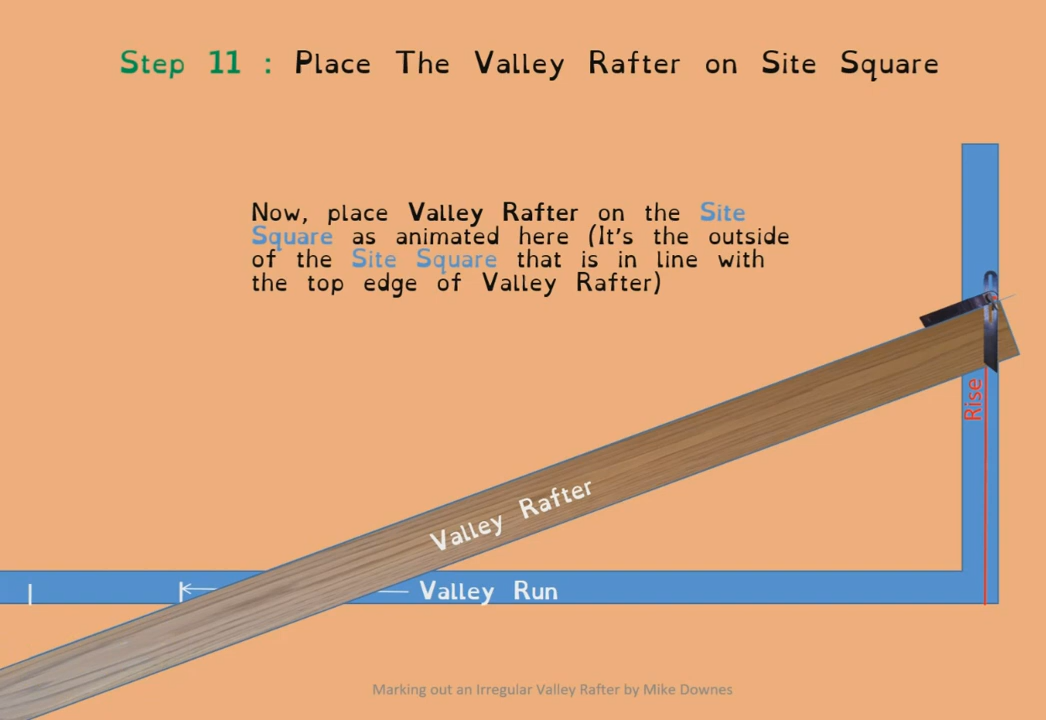 Step 11 : Place The Valley Rafter on Site Square
Now, place Valley Rafter on the Site
Square as animated here (It's the outside
of the Site Square that is in line with
the top edge of Valley Rafter)
Rise
Valley Rafter
Valley Run
Marking out an Irregular Valley Rafter by Mike Downes